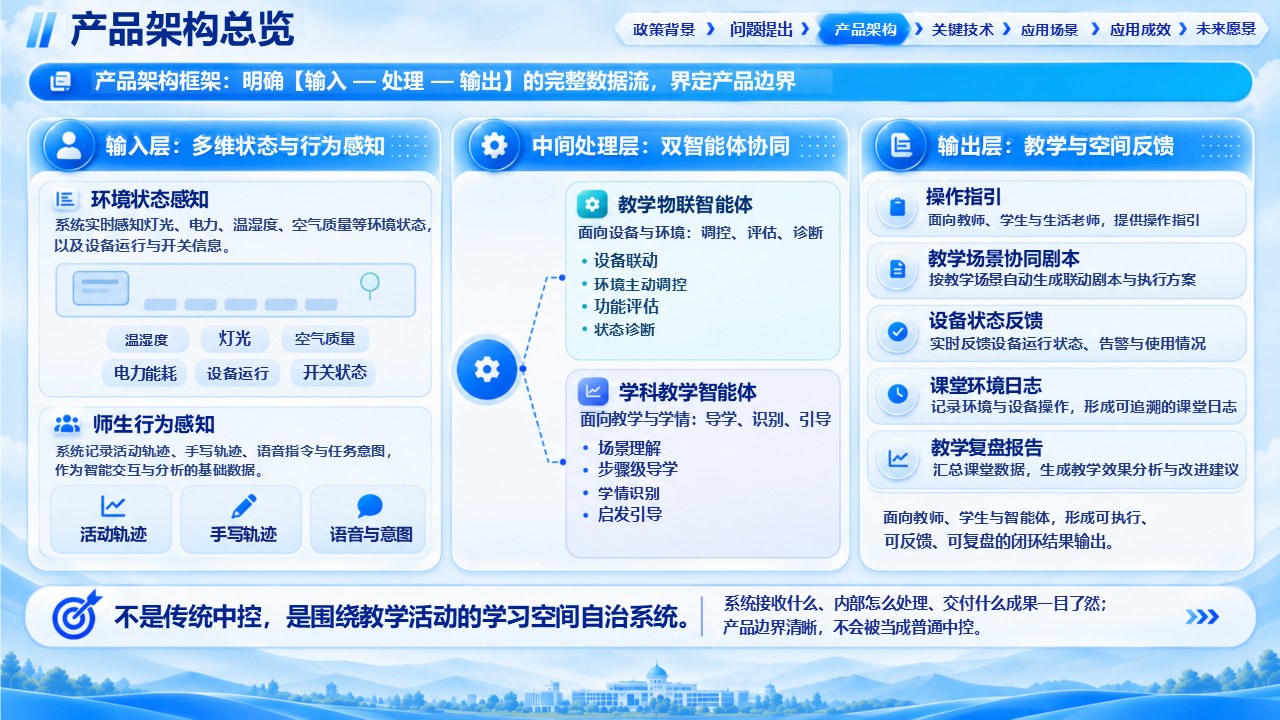 产品架构总览
政策背景
问题提出
产品架构
关键技术
应用场景
应用成效
未来愿景
产品架构框架：明确【输入 — 处理 — 输出】的完整数据流，界定产品边界
输入层：多维状态与行为感知
环境状态感知
系统实时感知灯光、电力、温湿度、空气质量等环境状态，
以及设备运行与开关信息。
温湿度
灯光
空气质量
电力能耗
设备运行
开关状态
师生行为感知
系统记录活动轨迹、手写轨迹、语音指令与任务意图，
作为智能交互与分析的基础数据。
活动轨迹
手写轨迹
语音与意图
中间处理层：双智能体协同
教学物联智能体
面向设备与环境：调控、评估、诊断
• 设备联动
• 环境主动调控
• 功能评估
• 状态诊断
学科教学智能体
面向教学与学情：导学、识别、引导
• 场景理解
• 步骤级导学
• 学情识别
• 启发引导
输出层：教学与空间反馈
操作指引
面向教师、学生与生活老师，提供操作指引
教学场景协同剧本
按教学场景自动生成联动剧本与执行方案
设备状态反馈
实时反馈设备运行状态、告警与使用情况
课堂环境日志
记录环境与设备操作，形成可追溯的课堂日志
教学复盘报告
汇总课堂数据，生成教学效果分析与改进建议
面向教师、学生与智能体，形成可执行、
可反馈、可复盘的闭环结果输出。
不是传统中控，是围绕教学活动的学习空间自治系统。
系统接收什么、内部怎么处理、交付什么成果一目了然；
产品边界清晰，不会被当成普通中控。